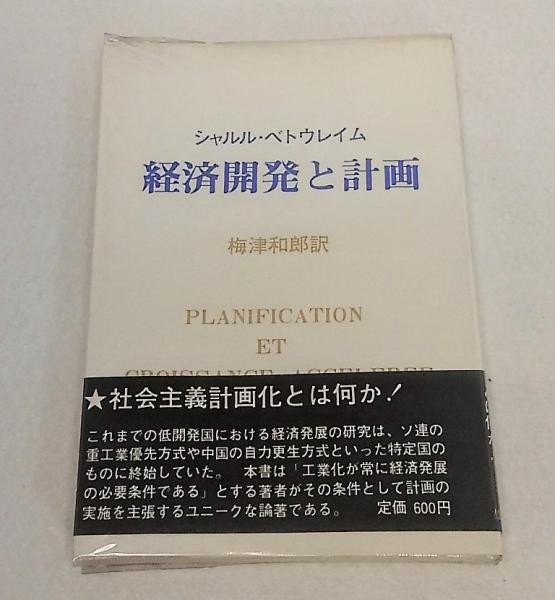 シャルル・ベトウレイム
経済開発と計画
梅津和郎訳
PLANIFICATION
ET
CROISSANCE ACCELEREE
★社会主義計画化とは何か!
これまでの低開発国における経済発展の研究は、ソ連の
重工業優先方式や中国の自力更生方式といった特定国の
ものに終始していた。 本書は「工業化が常に経済発展
の必要条件である」とする著者がその条件として計画の
実施を主張するユニークな論著である。 定価 600円